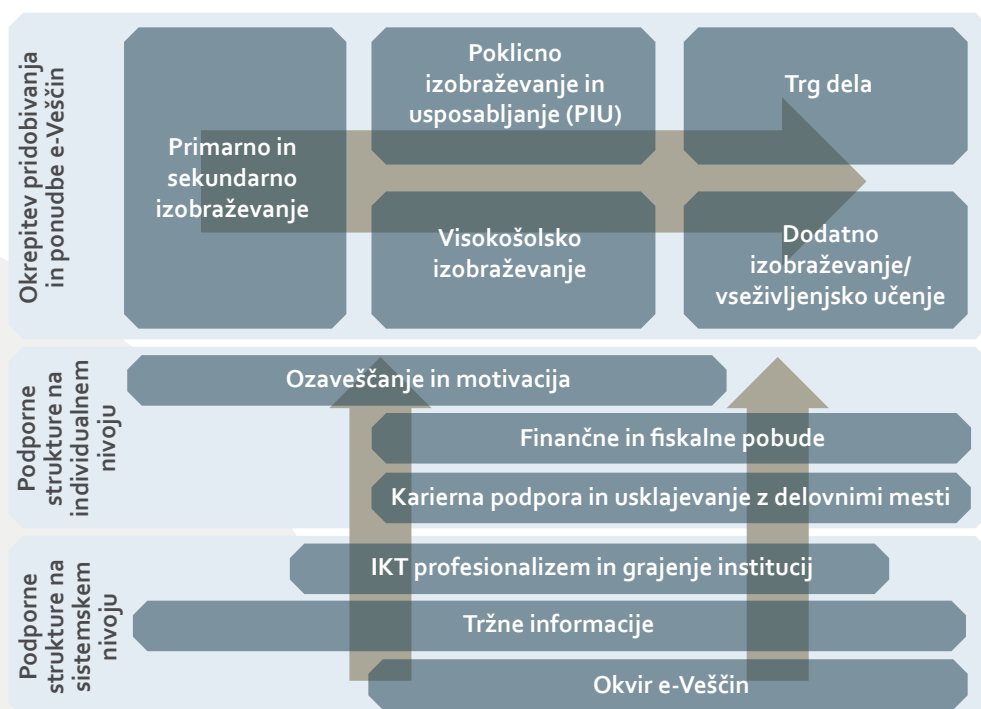 Okrepitev pridobivanja
in ponudbe e-Veščin
Primarno in
sekundarno
izobraževanje
Poklicno
izobraževanje in
usposabljanje (PIU)
Trg dela
Visokošolsko
izobraževanje
Dodatno
izobraževanje/
vseživljenjsko učenje
Podporne
strukture na
individualnem
nivoju
Ozaveščanje in motivacija
Finančne in fiskalne pobude
Karierna podpora in usklajevanje z delovnimi mesti
Podporne
strukture na
sistemskem
nivoju
IKT profesionalizem in grajenje institucij
Tržne informacije
Okvir e-Veščin